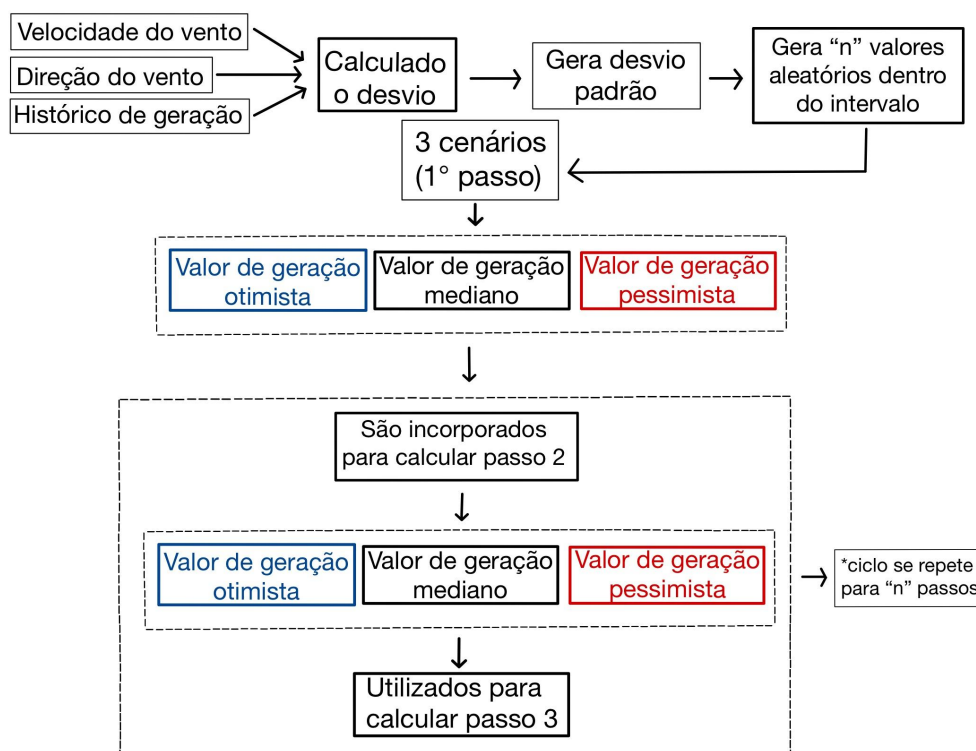 Velocidade do vento
Direção do vento
Histórico de geração
Calculado
o desvio
Gera desvio
padrão
Gera “n” valores
aleatórios dentro
do intervalo
3 cenários
(1° passo)
Valor de geração
otimista
Valor de geração
mediano
Valor de geração
pessimista
São incorporados
para calcular passo 2
Valor de geração
otimista
Valor de geração
mediano
Valor de geração
pessimista
*ciclo se repete
para “n” passos
Utilizados para
calcular passo 3